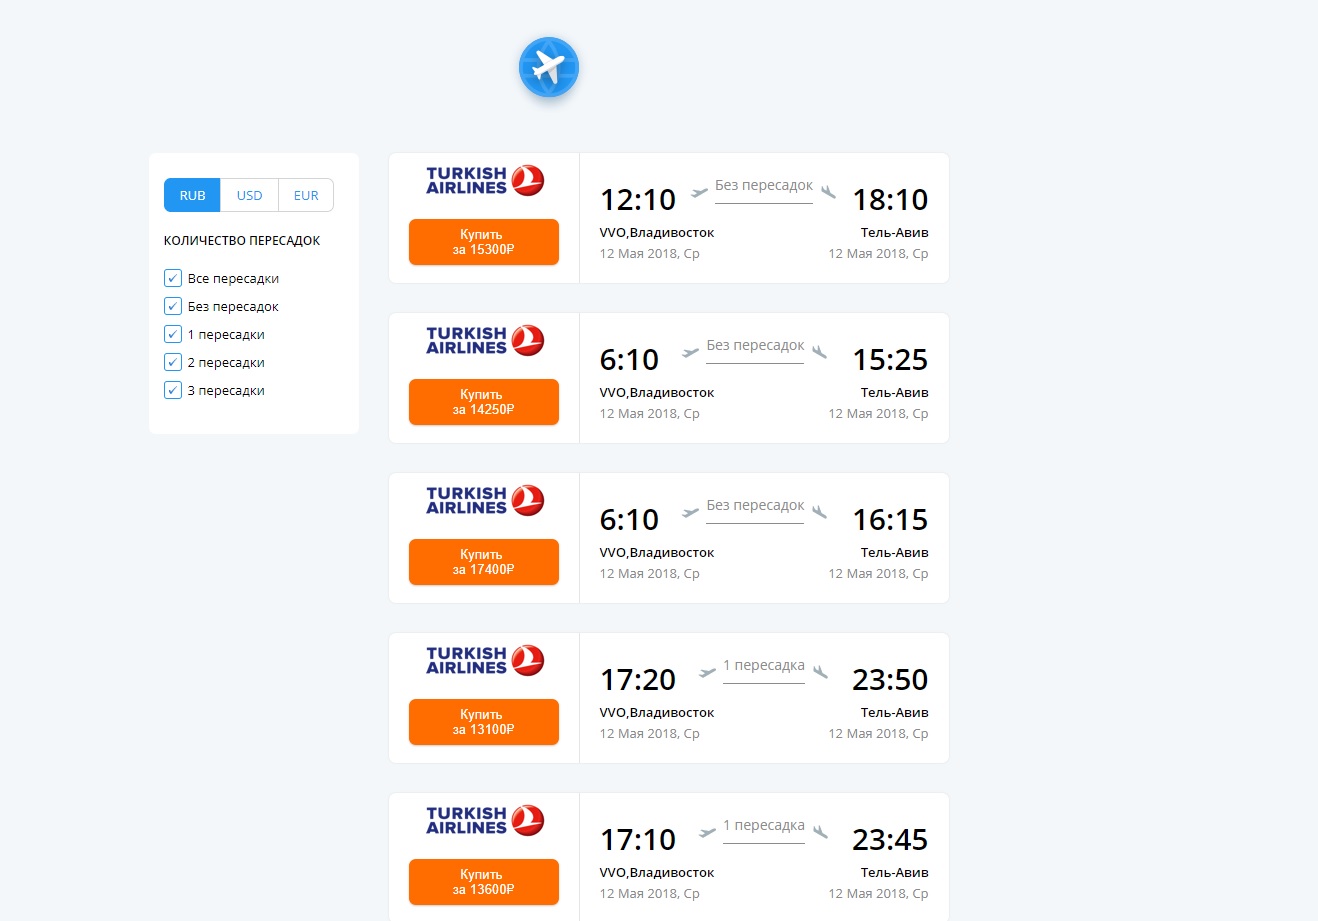 RUB USD EUR
КОЛИЧЕСТВО ПЕРЕСАДОК
Все пересадки
Без пересадок
1 пересадки
2 пересадки
3 пересадки
TURKISH
AIRLINES
Купить
за 15300₽
12:10 Без пересадок 18:10
VVO,Владивосток Тель-Авив
12 Мая 2018, Ср 12 Мая 2018, Ср
TURKISH
AIRLINES
Купить
за 14250₽
6:10 Без пересадок 15:25
VVO,Владивосток Тель-Авив
12 Мая 2018, Ср 12 Мая 2018, Ср
TURKISH
AIRLINES
Купить
за 17400₽
6:10 Без пересадок 16:15
VVO,Владивосток Тель-Авив
12 Мая 2018, Ср 12 Мая 2018, Ср
TURKISH
AIRLINES
Купить
за 13100₽
17:20 1 пересадка 23:50
VVO,Владивосток Тель-Авив
12 Мая 2018, Ср 12 Мая 2018, Ср
TURKISH
AIRLINES
Купить
за 13600₽
17:10 1 пересадка 23:45
VVO,Владивосток Тель-Авив
12 Мая 2018, Ср 12 Мая 2018, Ср